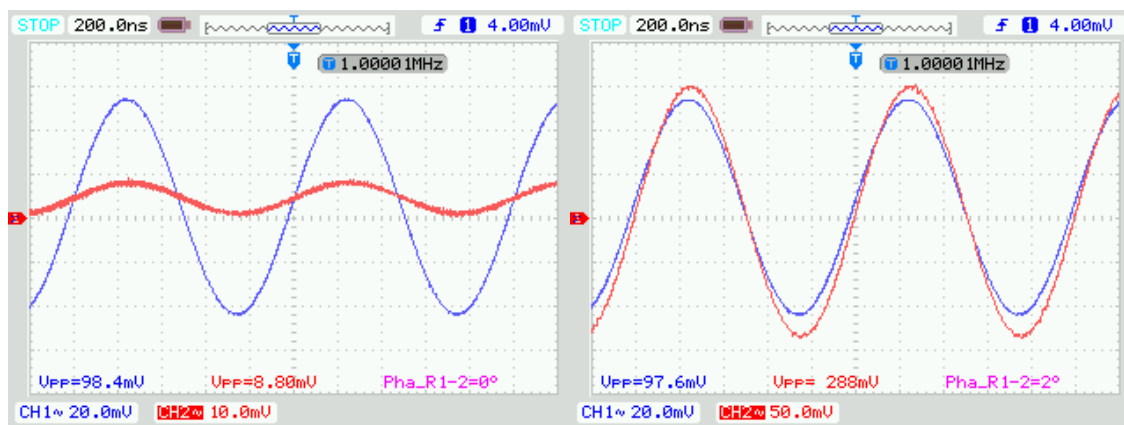 STOP 200.0ns T 1 4.00mV
T
T 1.00001MHz
1
Vpp=98.4mV Vpp=8.80mV Pha_R1-2=0°
CH1~ 20.0mV CH2~ 10.0mV
STOP 200.0ns T 1 4.00mV
T
T 1.00001MHz
1
Vpp=97.6mV Vpp= 288mV Pha_R1-2=2°
CH1~ 20.0mV CH2~ 50.0mV